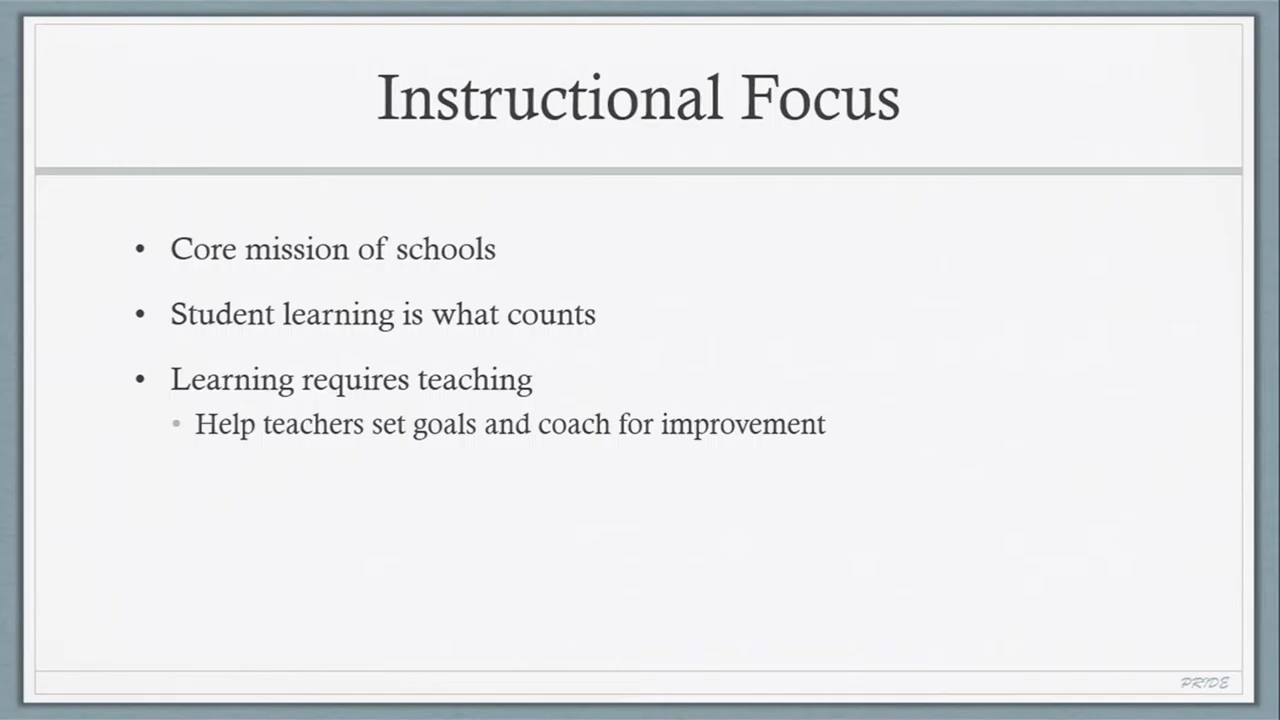 Instructional Focus
• Core mission of schools
• Student learning is what counts
• Learning requires teaching
• Help teachers set goals and coach for improvement
PRIDE